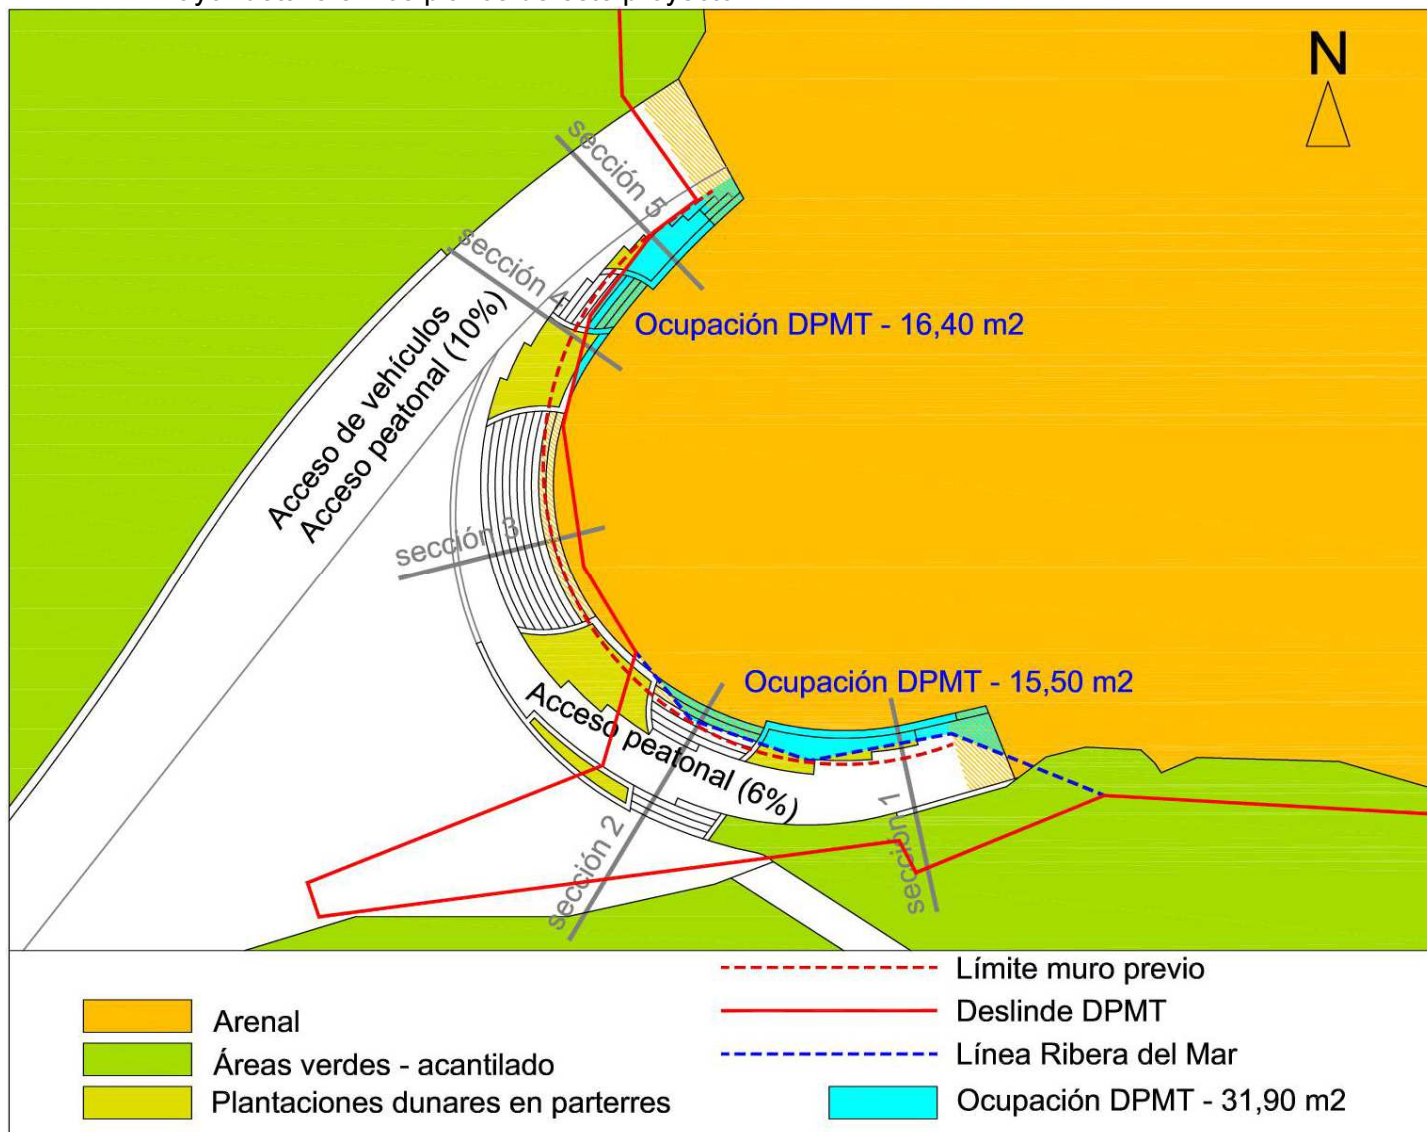 N
sección 5
sección 4
Ocupación DPMT - 16,40 m2
Acceso de vehículos
Acceso peatonal (10%)
sección 3
Ocupación DPMT - 15,50 m2
Acceso peatonal (6%)
sección 1
sección 2
Límite muro previo
Arenal
Deslinde DPMT
Áreas verdes - acantilado
Línea Ribera del Mar
Plantaciones dunares en parterres
Ocupación DPMT - 31,90 m2